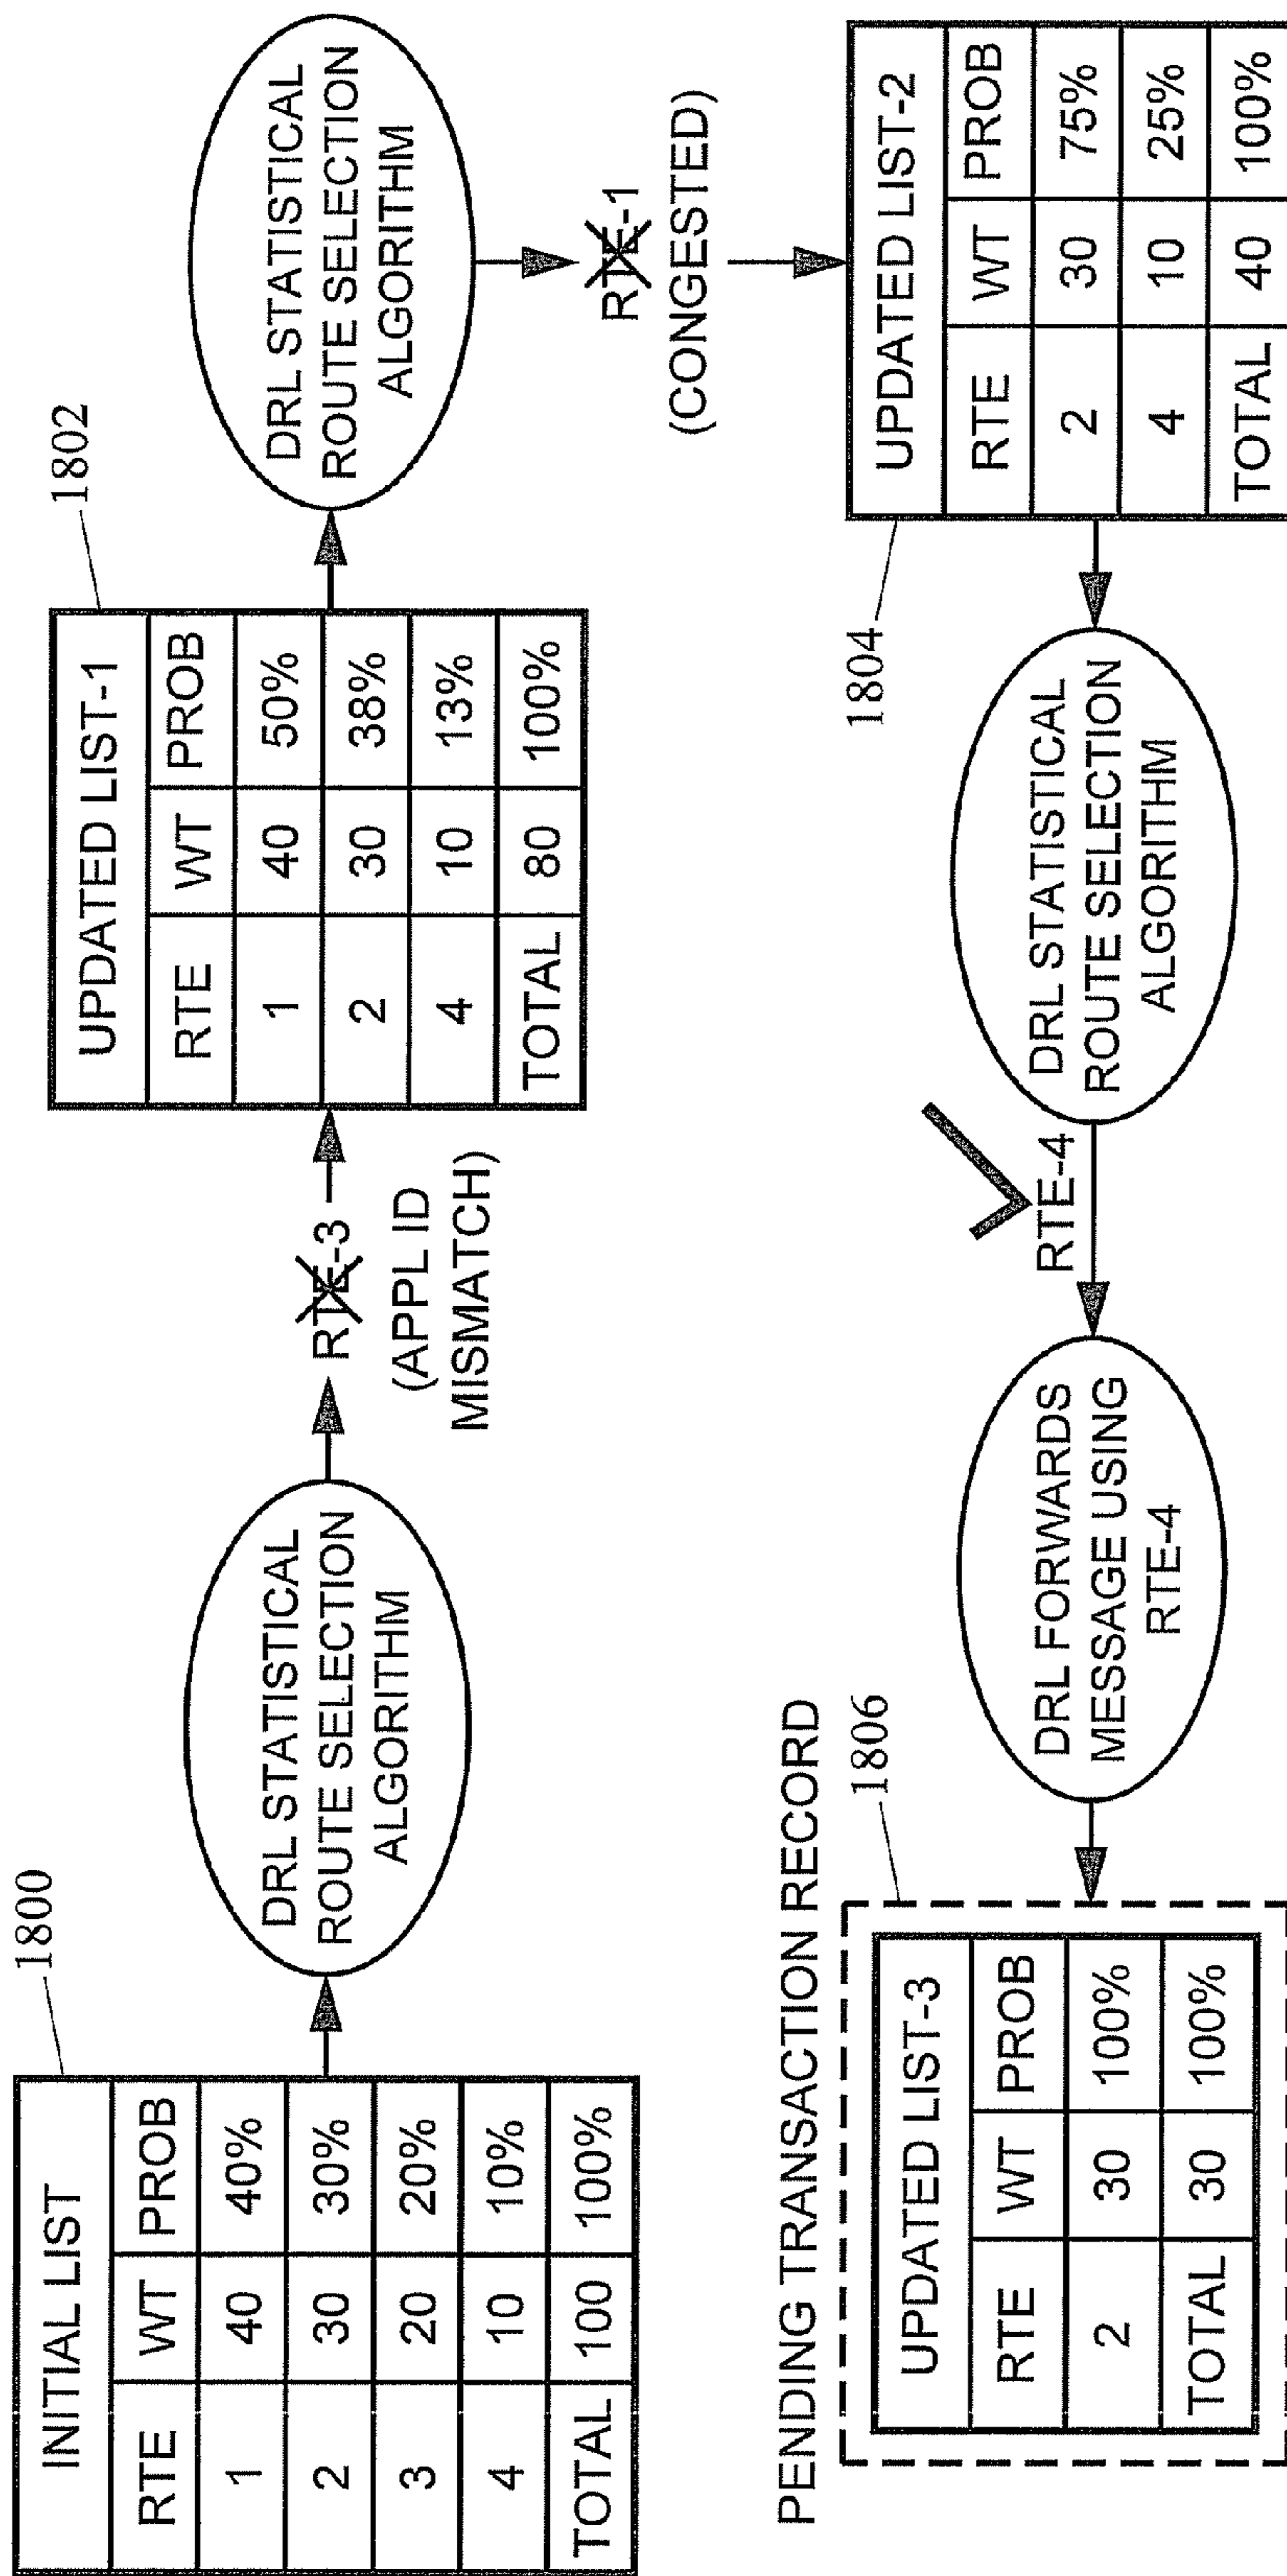 1800
INITIAL LIST
RTE WT PROB
1 40 40%
2 30 30%
3 20 20%
4 10 10%
TOTAL 100 100%
DRL STATISTICAL
ROUTE SELECTION
ALGORITHM
RTE-3
(APPL ID
MISMATCH)
1802
UPDATED LIST-1
RTE WT PROB
1 40 50%
2 30 38%
4 10 13%
TOTAL 80 100%
DRL STATISTICAL
ROUTE SELECTION
ALGORITHM
RTE-1
(CONGESTED)
1804
UPDATED LIST-2
RTE WT PROB
2 30 75%
4 10 25%
TOTAL 40 100%
DRL STATISTICAL
ROUTE SELECTION
ALGORITHM
RTE-4
DRL FORWARDS
MESSAGE USING
RTE-4
PENDING TRANSACTION RECORD
1806
UPDATED LIST-3
RTE WT PROB
2 30 100%
TOTAL 30 100%